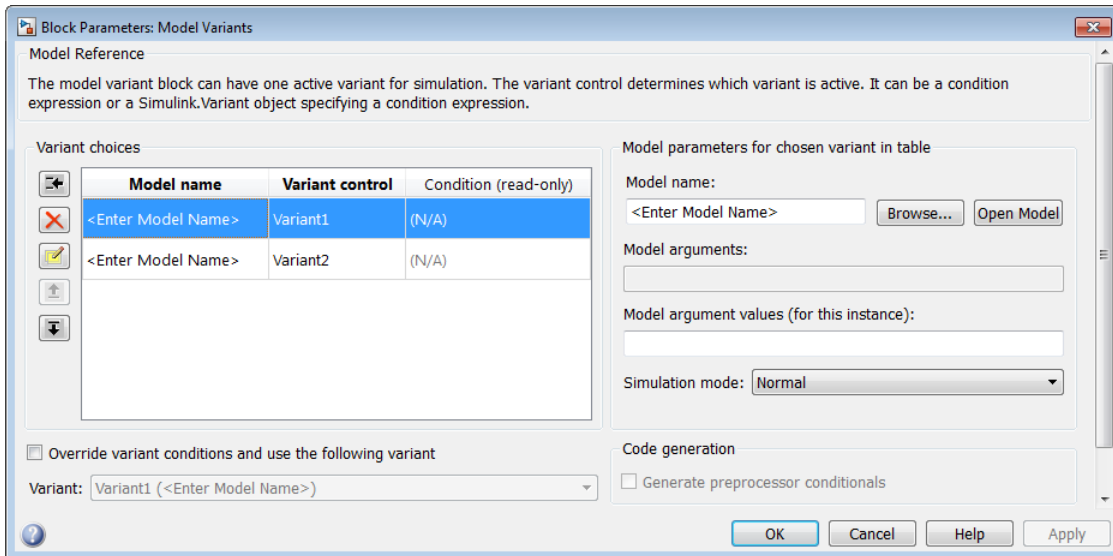 Block Parameters: Model Variants
Model Reference
The model variant block can have one active variant for simulation. The variant control determines which variant is active. It can be a condition
expression or a Simulink.Variant object specifying a condition expression.
Variant choices
Model name Variant control Condition (read-only)
<Enter Model Name> Variant1 (N/A)
<Enter Model Name> Variant2 (N/A)
Model parameters for chosen variant in table
Model name:
<Enter Model Name> Browse... Open Model
Model arguments:
Model argument values (for this instance):
Simulation mode: Normal
Override variant conditions and use the following variant
Variant: Variant1 (<Enter Model Name>)
Code generation
Generate preprocessor conditionals
OK Cancel Help Apply